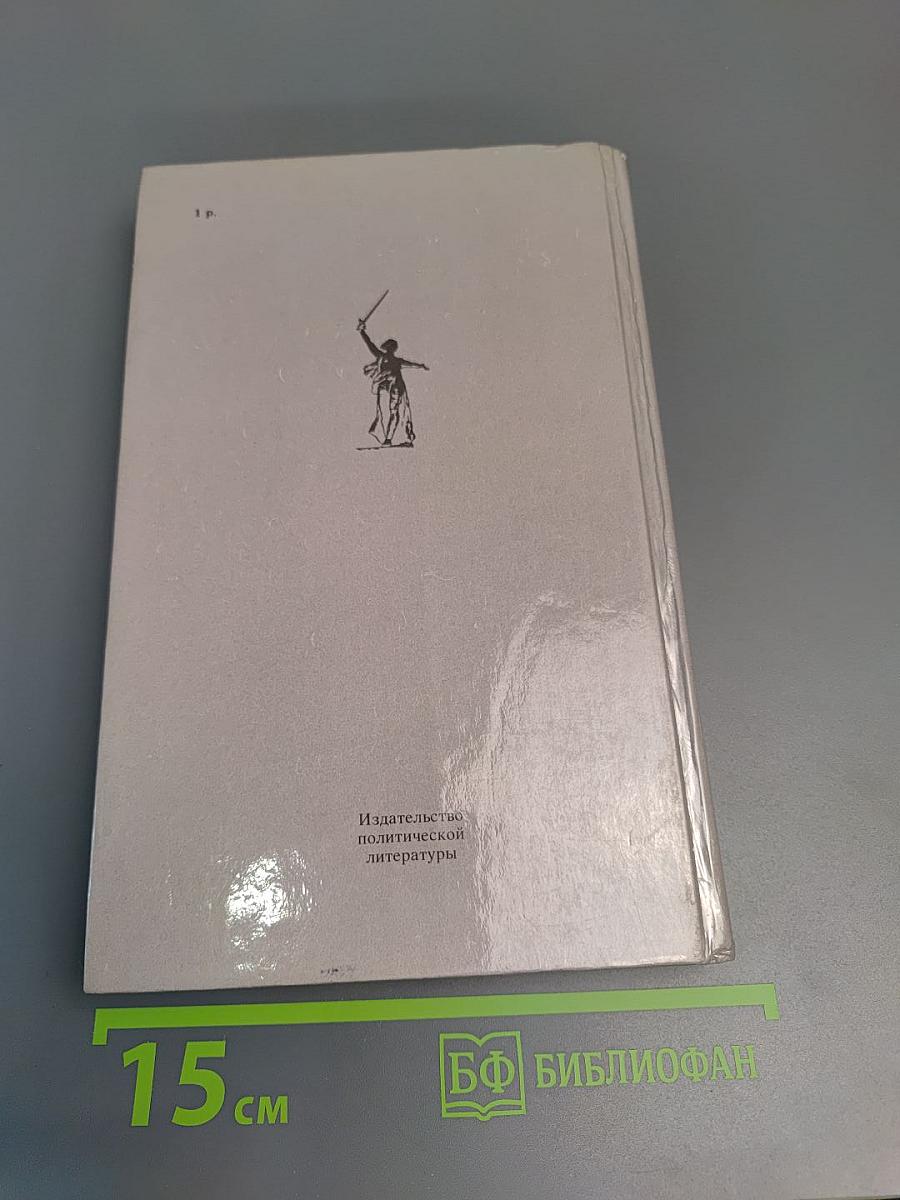 1 р.
Издательство
политической
литературы
15 см
БФ БИБЛИОФАН